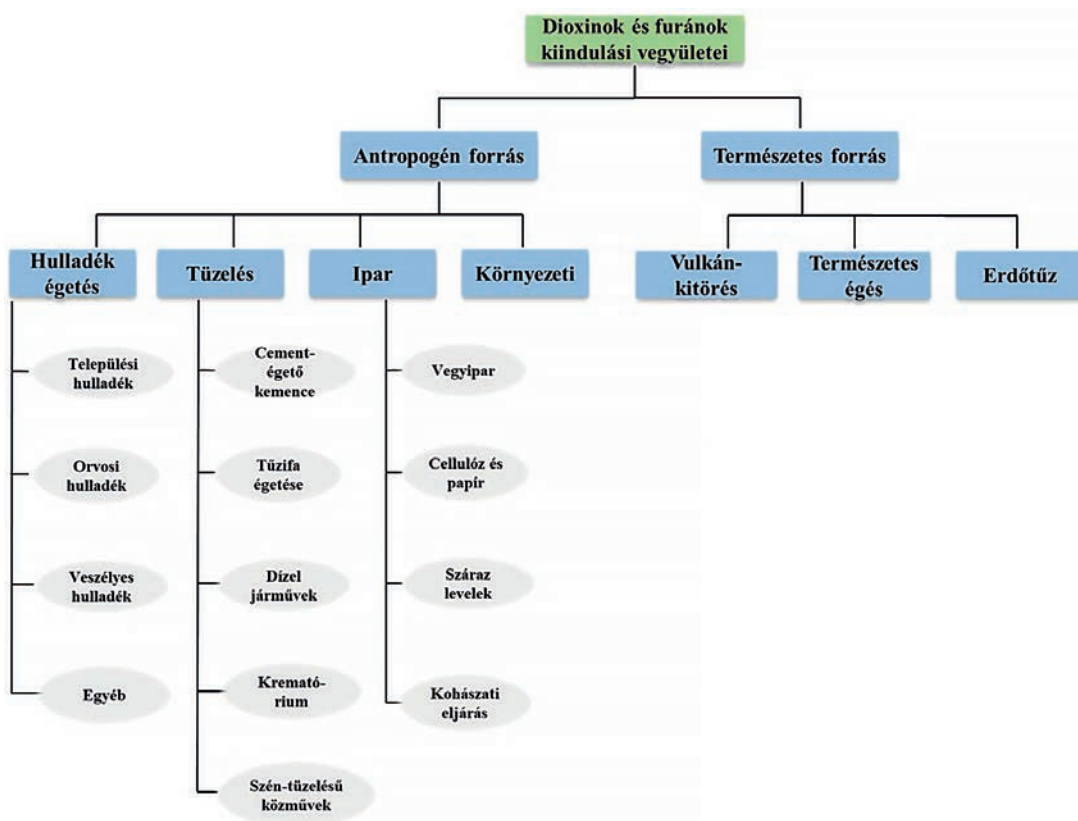 Dioxinok és furánok
kiindulási vegyületei
Antropogén forrás
Természetes forrás
Hulladék
égetés
Tüzelés
Ipar
Környezeti
Vulkán-
kitörés
Természetes
égés
Erdőtűz
Települési
hulladék
Orvosi
hulladék
Veszélyes
hulladék
Egyéb
Cement-
égető
kemence
Tűzifa
égetése
Dízel
járművek
Kremató-
rium
Szén-tüzelésű
közművek
Vegyipar
Cellulóz és
papír
Száraz
levelek
Kohászati
eljárás